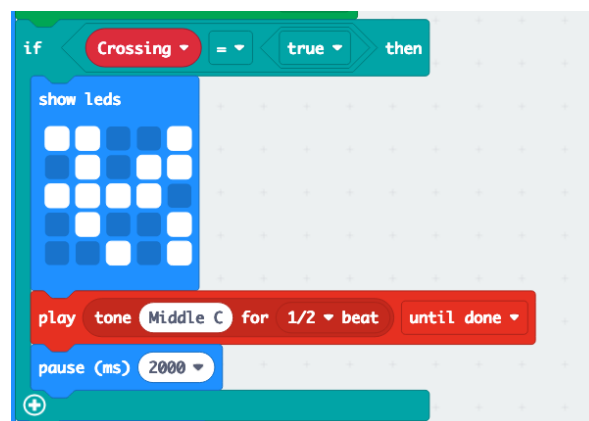 if Crossing = true then
show leds
play tone Middle C for 1/2 beat until done
pause (ms) 2000